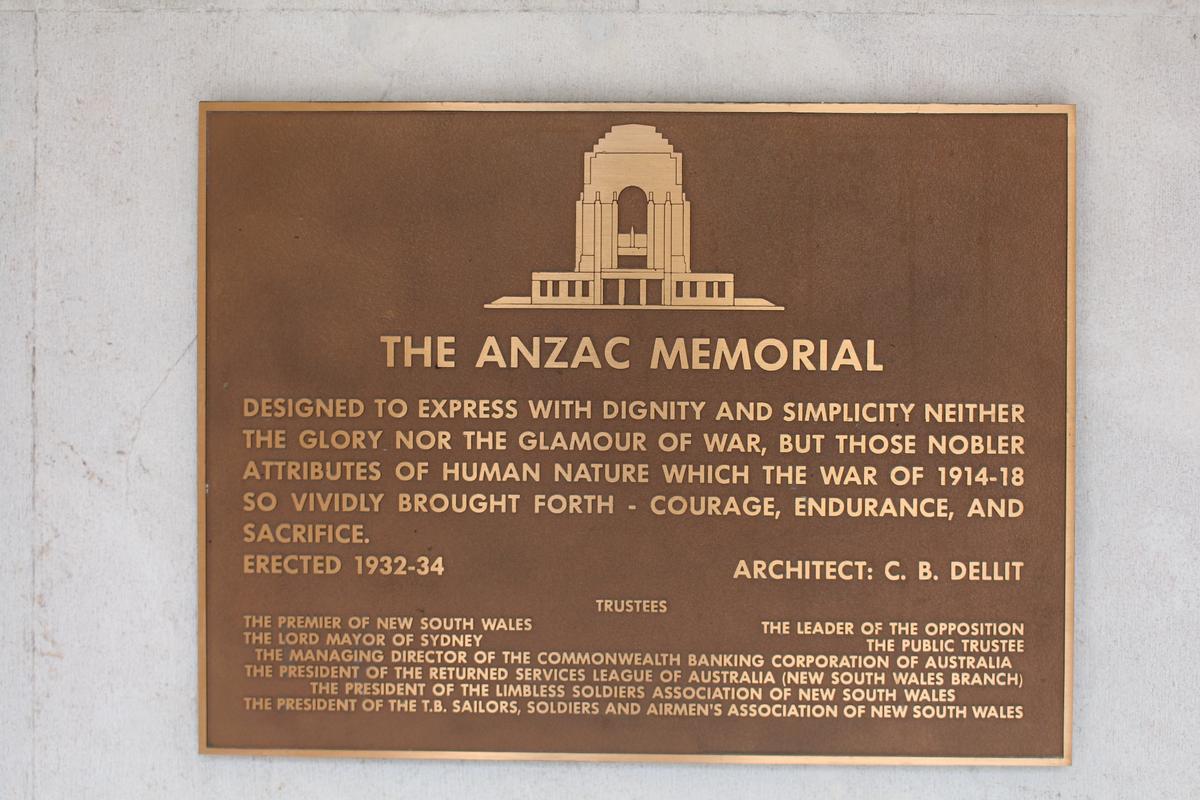 THE ANZAC MEMORIAL
DESIGNED TO EXPRESS WITH DIGNITY AND SIMPLICITY NEITHER
THE GLORY NOR THE GLAMOUR OF WAR, BUT THOSE NOBLER
ATTRIBUTES OF HUMAN NATURE WHICH THE WAR OF 1914-18
SO VIVIDLY BROUGHT FORTH - COURAGE, ENDURANCE, AND
SACRIFICE.
ERECTED 1932-34 ARCHITECT: C. B. DELLIT
TRUSTEES
THE PREMIER OF NEW SOUTH WALES THE LEADER OF THE OPPOSITION
THE LORD MAYOR OF SYDNEY THE PUBLIC TRUSTEE
THE MANAGING DIRECTOR OF THE COMMONWEALTH BANKING CORPORATION OF AUSTRALIA
THE PRESIDENT OF THE RETURNED SERVICES LEAGUE OF AUSTRALIA (NEW SOUTH WALES BRANCH)
THE PRESIDENT OF THE LIMBLESS SOLDIERS ASSOCIATION OF NEW SOUTH WALES
THE PRESIDENT OF THE T.B. SAILORS, SOLDIERS AND AIRMEN'S ASSOCIATION OF NEW SOUTH WALES